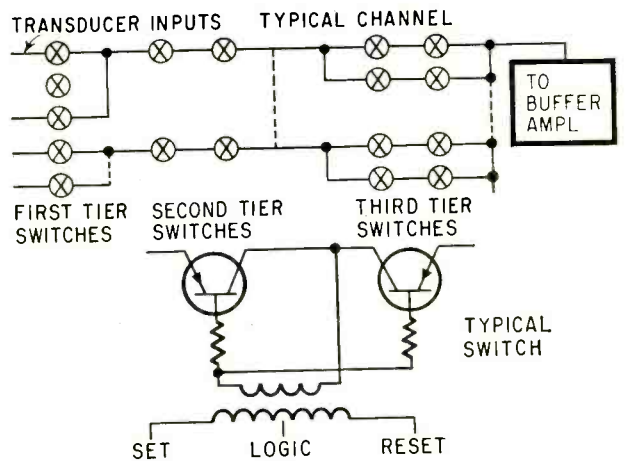 TRANSDUCER INPUTS
TYPICAL CHANNEL
TO
BUFFER
AMPL
FIRST TIER
SWITCHES
SECOND TIER
SWITCHES
THIRD TIER
SWITCHES
TYPICAL
SWITCH
SET
LOGIC
RESET